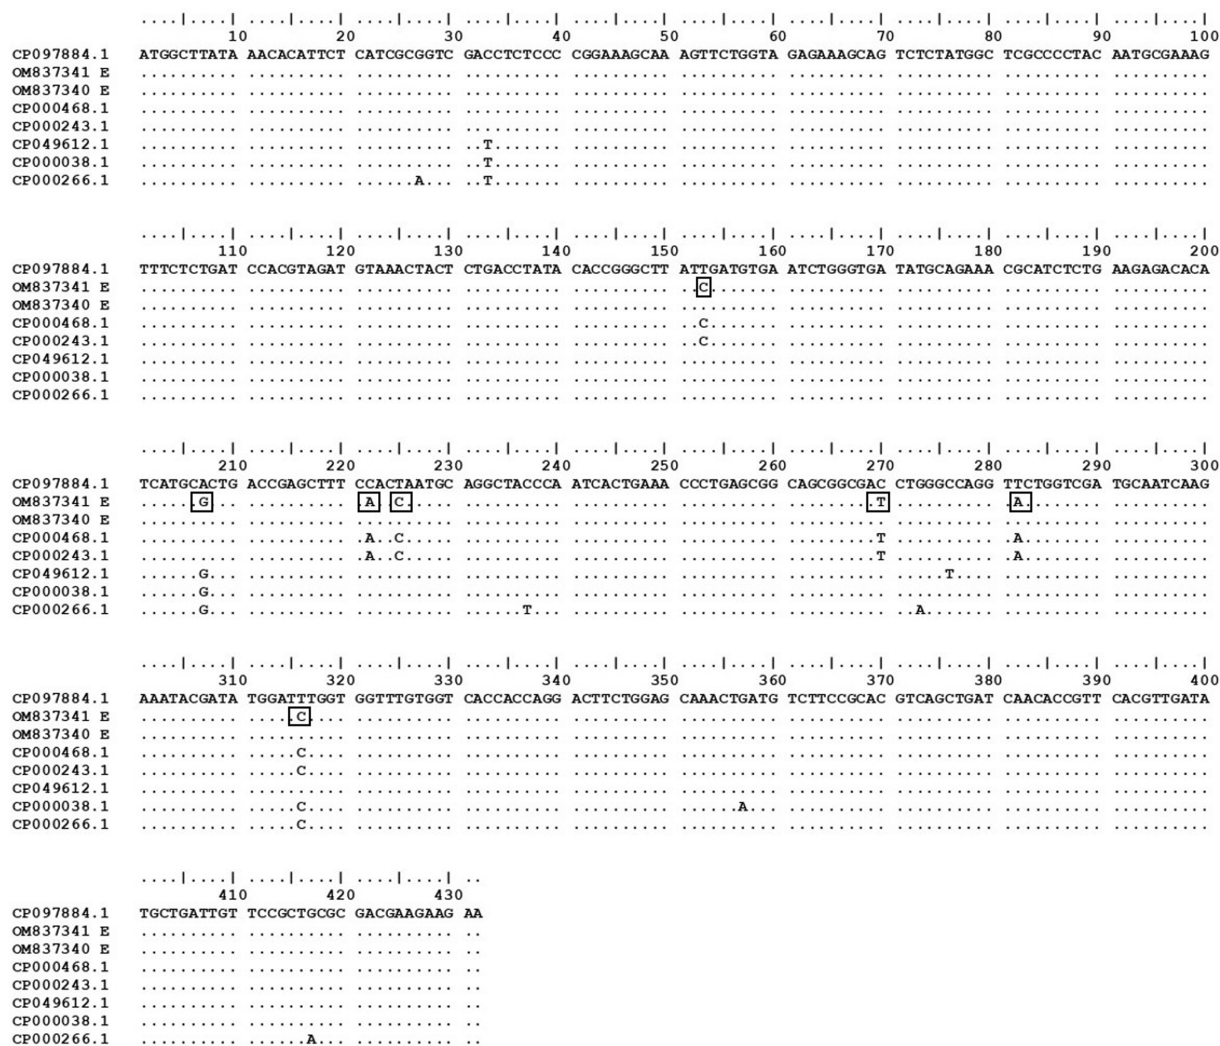 ....|....| ....|....| ....|....| ....|....| ....|....| ....|....| ....|....| ....|....| ....|....| ....|....|
10 20 30 40 50 60 70 80 90 100
CP097884.1 ATGGCTTATA AACACATTCT CATCGCGGTC GACCTCTCCC CGGAAAGCAA AGTTCTGGTA GAGAAAGCAG TCTCTATGGC TCGCCCCTAC AATGCGAAAG
OM837341 E .......... .......... .......... .......... .......... .......... .......... .......... .......... ..........
OM837340 E .......... .......... .......... .......... .......... .......... .......... .......... .......... ..........
CP000468.1 .......... .......... .......... .......... .......... .......... .......... .......... .......... ..........
CP000243.1 .......... .......... .......... .......... .......... .......... .......... .......... .......... ..........
CP049612.1 .......... .......... .......... ..T....... .......... .......... .......... .......... .......... ..........
CP000038.1 .......... .......... .......... ..T....... .......... .......... .......... .......... .......... ..........
CP000266.1 .......... .......... ......A... ..T....... .......... .......... .......... .......... .......... ..........
....|....| ....|....| ....|....| ....|....| ....|....| ....|....| ....|....| ....|....| ....|....| ....|....|
110 120 130 140 150 160 170 180 190 200
CP097884.1 TTTCTCTGAT CCACGTAGAT GTAAACTACT CTGACCTATA CACCGGGCTT ATTGATGTGA ATCTGGGTGA TATGCAGAAA CGCATCTCTG AAGAGACACA
OM837341 E .......... .......... .......... .......... .......... ..C....... .......... .......... .......... ..........
OM837340 E .......... .......... .......... .......... .......... .......... .......... .......... .......... ..........
CP000468.1 .......... .......... .......... .......... .......... ..C....... .......... .......... .......... ..........
CP000243.1 .......... .......... .......... .......... .......... ..C....... .......... .......... .......... ..........
CP049612.1 .......... .......... .......... .......... .......... .......... .......... .......... .......... ..........
CP000038.1 .......... .......... .......... .......... .......... .......... .......... .......... .......... ..........
CP000266.1 .......... .......... .......... .......... .......... .......... .......... .......... .......... ..........
....|....| ....|....| ....|....| ....|....| ....|....| ....|....| ....|....| ....|....| ....|....| ....|....|
210 220 230 240 250 260 270 280 290 300
CP097884.1 TCATGCACTG ACCGAGCTTT CCACTAATGC AGGCTACCCA ATCACTGAAA CCCTGAGCGG CAGCGGCGAC CTGGGCCAGG TTCTGGTCGA TGCAATCAAG
OM837341 E ......G... .......... .A..C..... .......... .......... .......... .........T .......... .A........ ..........
OM837340 E .......... .......... .......... .......... .......... .......... .......... .......... .......... ..........
CP000468.1 .......... .......... .A..C..... .......... .......... .......... .........T .......... .A........ ..........
CP000243.1 .......... .......... .A..C..... .......... .......... .......... .........T .......... .A........ ..........
CP049612.1 ......G... .......... .......... .......... .......... .......... .......... .....T.... .......... ..........
CP000038.1 ......G... .......... .......... .......... .......... .......... .......... .......... .......... ..........
CP000266.1 ......G... .......... .......... ......T... .......... .......... .......... ..A....... .......... ..........
....|....| ....|....| ....|....| ....|....| ....|....| ....|....| ....|....| ....|....| ....|....| ....|....|
310 320 330 340 350 360 370 380 390 400
CP097884.1 AAATACGATA TGGATTTGGT GGTTTGTGGT CACCACCAGG ACTTCTGGAG CAAACTGATG TCTTCCGCAC GTCAGCTGAT CAACACCGTT CACGTTGATA
OM837341 E .......... .....C.... .......... .......... .......... .......... .......... .......... .......... ..........
OM837340 E .......... .......... .......... .......... .......... .......... .......... .......... .......... ..........
CP000468.1 .......... .....C.... .......... .......... .......... .......... .......... .......... .......... ..........
CP000243.1 .......... .....C.... .......... .......... .......... .......... .......... .......... .......... ..........
CP049612.1 .......... .......... .......... .......... .......... .......... .......... .......... .......... ..........
CP000038.1 .......... .....C.... .......... .......... .......... ......A... .......... .......... .......... ..........
CP000266.1 .......... .....C.... .......... .......... .......... .......... .......... .......... .......... ..........
....|....| ....|....| ....|....| ..
410 420 430
CP097884.1 TGCTGATTGT TCCGCTGCGC GACGAAGAAG AA
OM837341 E .......... .......... .......... ..
OM837340 E .......... .......... .......... ..
CP000468.1 .......... .......... .......... ..
CP000243.1 .......... .......... .......... ..
CP049612.1 .......... .......... .......... ..
CP000038.1 .......... .......... .......... ..
CP000266.1 .......... ......A... .......... ..